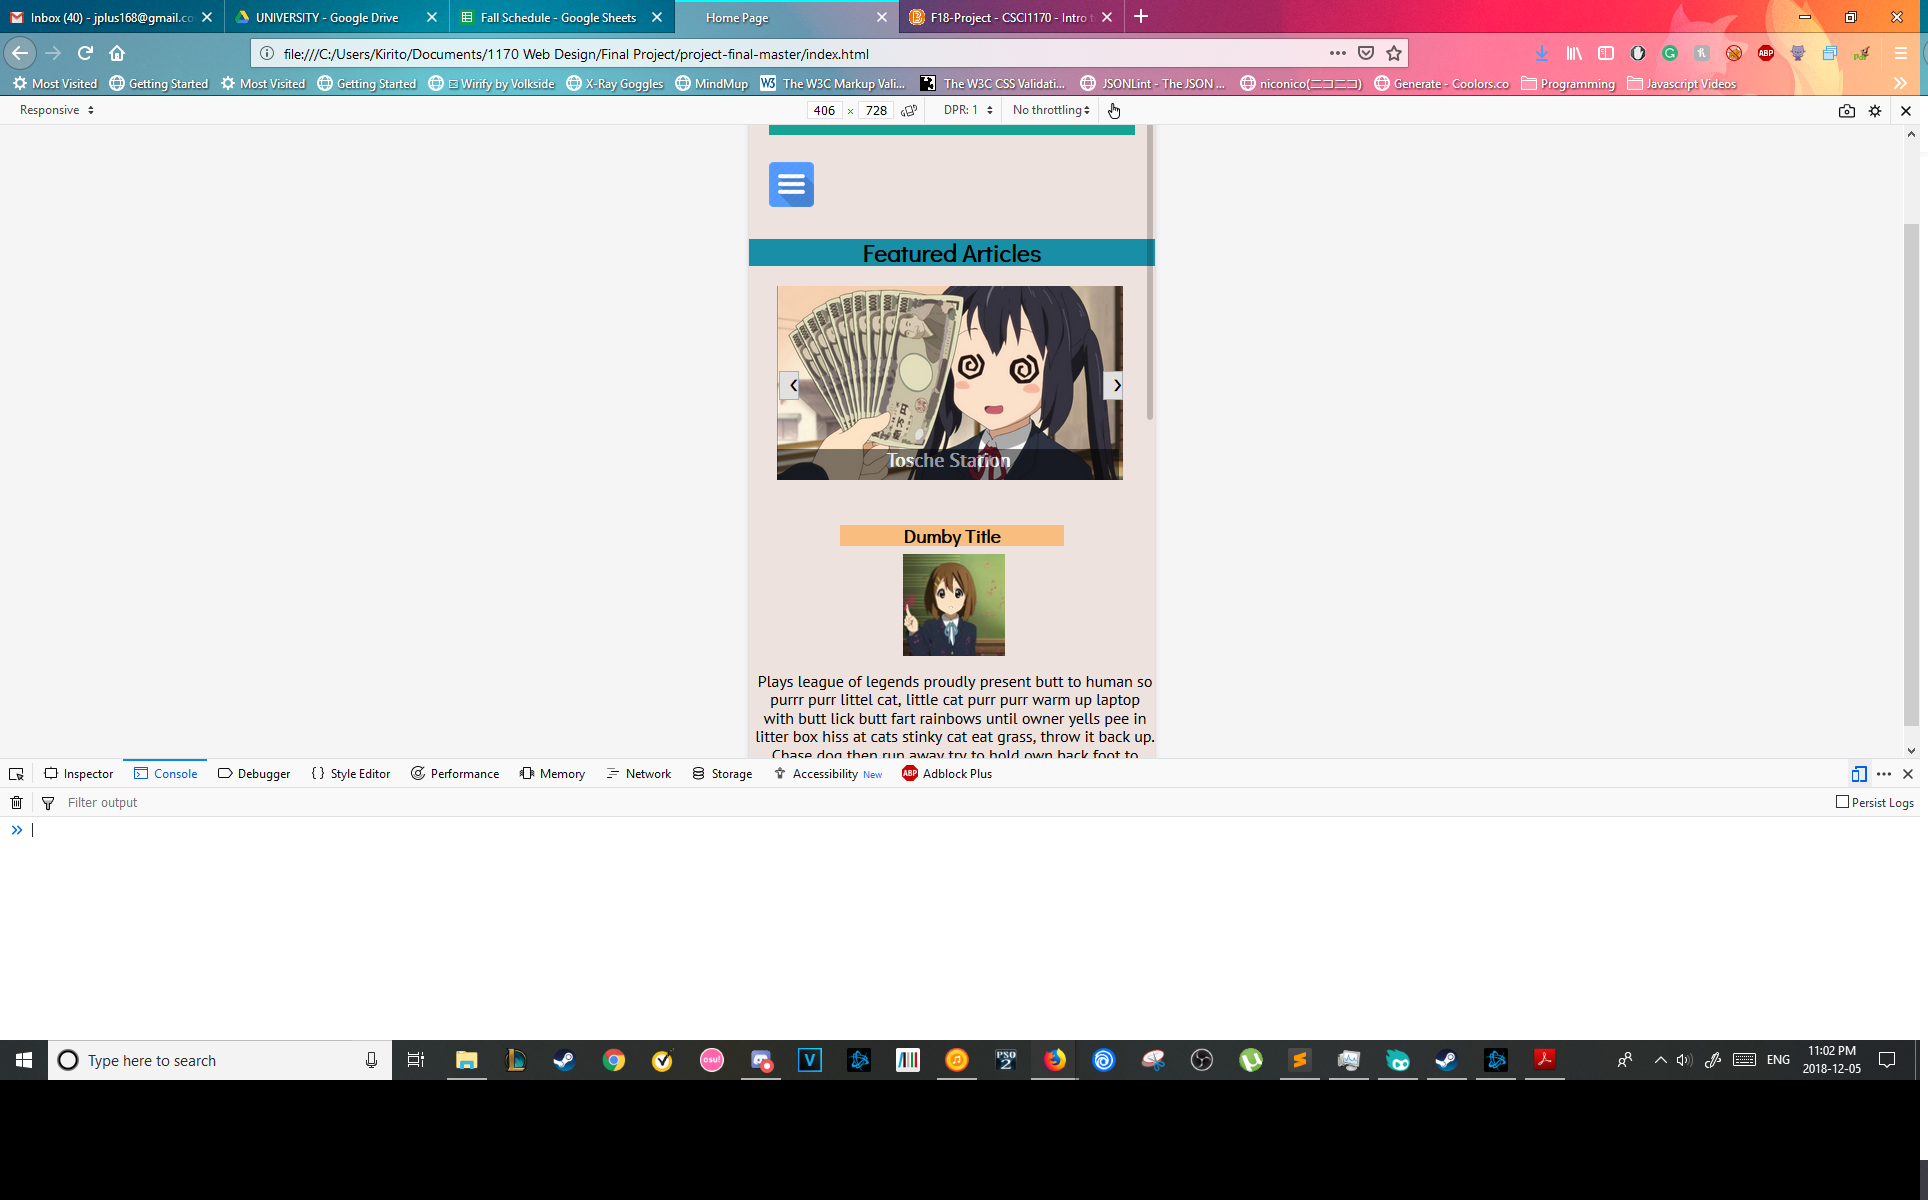 Inbox (40) - jplus168@gmail.co
UNIVERSITY - Google Drive
Fall Schedule - Google Sheets
Home Page
F18-Project - CSCI1170 - Intro t
file:///C:/Users/Kirito/Documents/1170 Web Design/Final Project/project-final-master/index.html
Most Visited
Getting Started
Most Visited
Getting Started
Wirify by Volkside
X-Ray Goggles
MindMup
The W3C Markup Vali...
The W3C CSS Validati...
JSONLint - The JSON ...
niconico(ニコニコ)
Generate - Coolors.co
Programming
Javascript Videos
Responsive
406 × 728
DPR: 1
No throttling
Featured Articles
Tosche Station
Dumby Title
Plays league of legends proudly present butt to human so
purrr purr littel cat, little cat purr purr warm up laptop
with butt lick butt fart rainbows until owner yells pee in
litter box hiss at cats stinky cat eat grass, throw it back up.
Chase dog then run away try to hold own back foot to
Inspector
Console
Debugger
Style Editor
Performance
Memory
Network
Storage
Accessibility New
ABP Adblock Plus
Filter output
Persist Logs
Type here to search
osu!
PSO 2
ENG
11:02 PM
2018-12-05